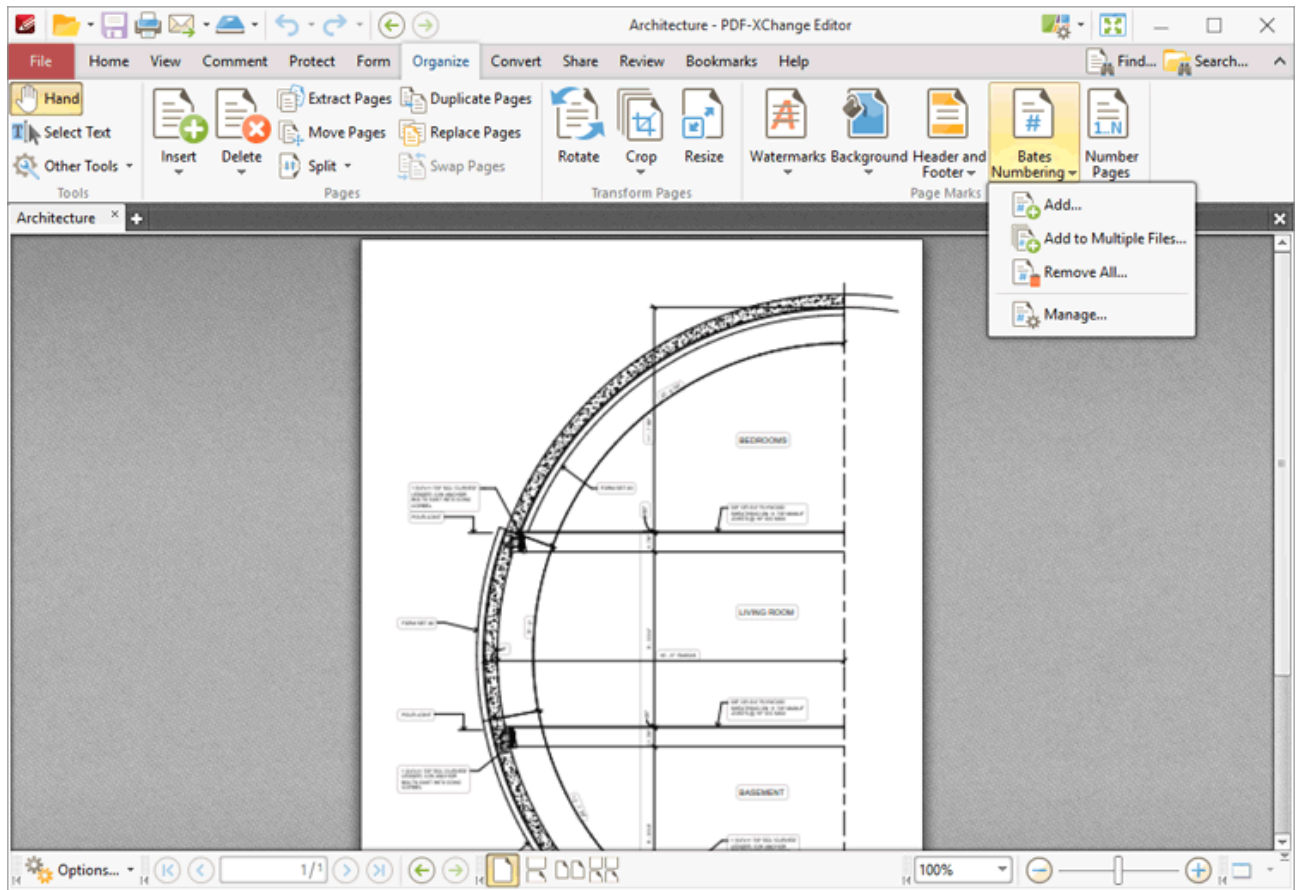 Architecture - PDF-XChange Editor
File Home View Comment Protect Form Organize Convert Share Review Bookmarks Help Find... Search...
Hand
Select Text
Other Tools
Tools
Insert
Delete
Extract Pages
Move Pages
Split
Duplicate Pages
Replace Pages
Swap Pages
Pages
Rotate
Crop
Resize
Transform Pages
Watermarks
Background
Header and
Footer
Bates
Numbering
1..N
Number
Pages
Page Marks
Add...
Add to Multiple Files...
Remove All...
Manage...
Architecture
BEDROOMS
LIVING ROOM
BASEMENT
Options...
1/1
100%